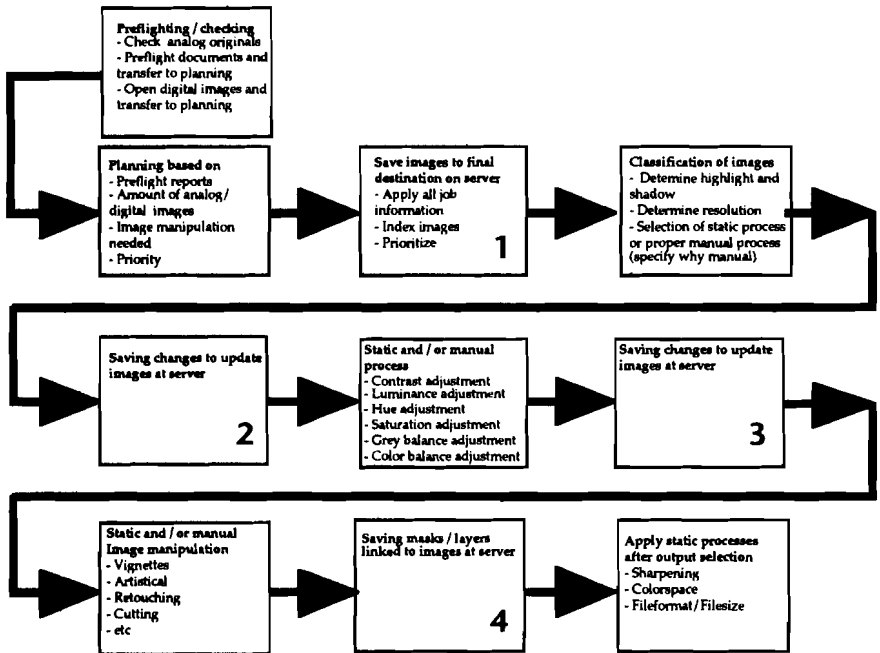 Preflighting / checking
- Check analog originals
- Preflight documents and
transfer to planning
- Open digital images and
transfer to planning
Planning based on
- Preflight reports
- Amount of analog/
digital images
- Image manipulation
needed
- Priority
Save images to final
destination on server
- Apply all job
information
- Index images
- Prioritize
1
Classification of images
- Detemine highlight and
shadow
- Determine resolution
- Selection of static process
or proper manual process
(specify why manual)
Saving changes to update
images at server
2
Static and / or manual
process
- Contrast adjustment
- Luminance adjustment
- Hue adjustment
- Saturation adjustment
- Grey balance adjustment
- Color balance adjustment
Saving changes to update
images at server
3
Static and / or manual
Image manipulation
- Vignettes
- Artistical
- Retouching
- Cutting
- etc
Saving masks / layers
linked to images at server
4
Apply static processes
after output selection
- Sharpening
- Colorspace
- Fileformat/Filesize